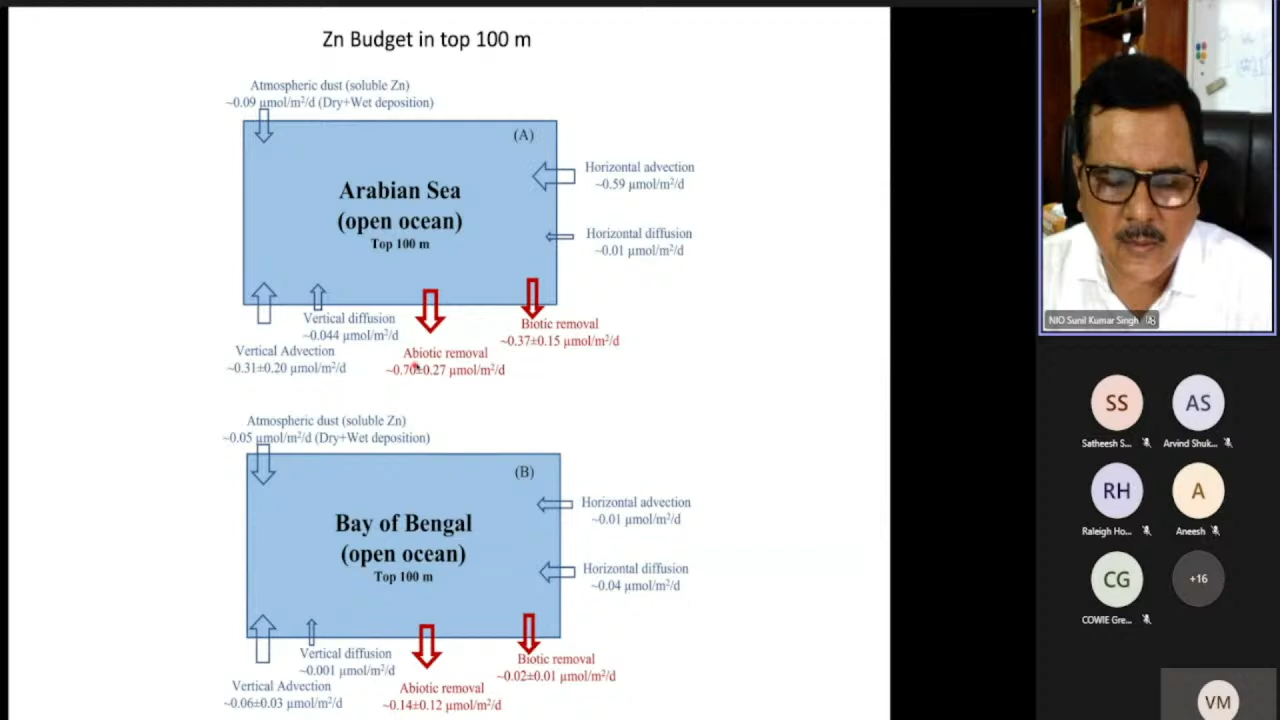 Zn Budget in top 100 m
Atmospheric dust (soluble Zn)
~0.09 µmol/m²/d (Dry+Wet deposition)
(A)
Arabian Sea
(open ocean)
Top 100 m
Horizontal advection
~0.59 µmol/m²/d
Horizontal diffusion
~0.01 µmol/m²/d
Vertical diffusion
~0.044 µmol/m²/d
Vertical Advection
~0.31±0.20 µmol/m²/d
Abiotic removal
~0.70±0.27 µmol/m²/d
Biotic removal
~0.37±0.15 µmol/m²/d
Atmospheric dust (soluble Zn)
~0.05 µmol/m²/d (Dry+Wet deposition)
(B)
Bay of Bengal
(open ocean)
Top 100 m
Horizontal advection
~0.01 µmol/m²/d
Horizontal diffusion
~0.04 µmol/m²/d
Vertical diffusion
~0.001 µmol/m²/d
Vertical Advection
~0.06±0.03 µmol/m²/d
Abiotic removal
~0.14±0.12 µmol/m²/d
Biotic removal
~0.02±0.01 µmol/m²/d
NIO Sunil Kumar Singh
SS
Satheesh S...
AS
Arvind Shuk...
RH
Raleigh Ho...
A
Aneesh
CG
COWIE Gre...
+16
VM